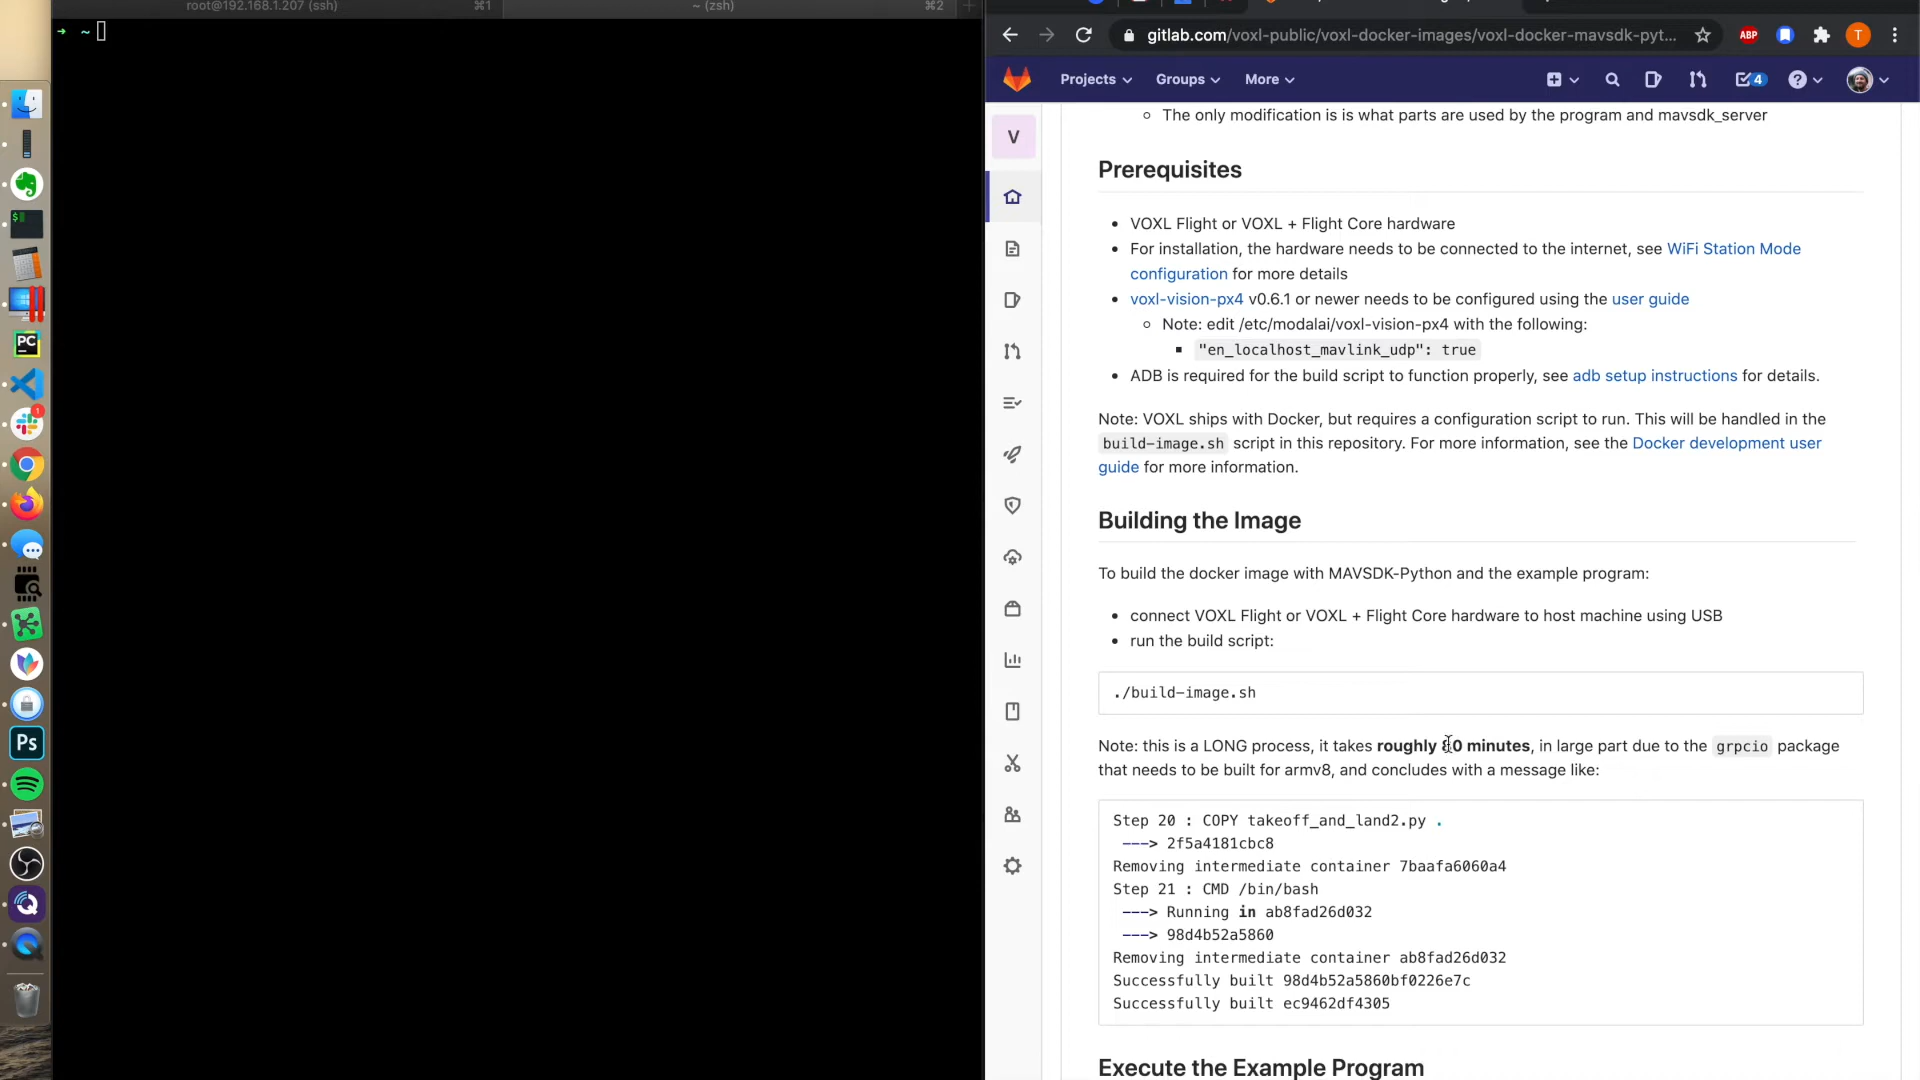 root@192.168.1.207 (ssh)
⌘1
~ (zsh)
⌘2
→ ~
gitlab.com/voxl-public/voxl-docker-images/voxl-docker-mavsdk-pyt...
ABP
T
Projects
Groups
More
4
V
The only modification is is what parts are used by the program and mavsdk_server
Prerequisites
VOXL Flight or VOXL + Flight Core hardware
For installation, the hardware needs to be connected to the internet, see WiFi Station Mode
configuration for more details
voxl-vision-px4 v0.6.1 or newer needs to be configured using the user guide
Note: edit /etc/modalai/voxl-vision-px4 with the following:
"en_localhost_mavlink_udp": true
ADB is required for the build script to function properly, see adb setup instructions for details.
Note: VOXL ships with Docker, but requires a configuration script to run. This will be handled in the
build-image.sh script in this repository. For more information, see the Docker development user
guide for more information.
Building the Image
To build the docker image with MAVSDK-Python and the example program:
connect VOXL Flight or VOXL + Flight Core hardware to host machine using USB
run the build script:
./build-image.sh
Note: this is a LONG process, it takes roughly minutes, in large part due to the grpcio package
that needs to be built for armv8, and concludes with a message like:
Step 20 : COPY takeoff_and_land2.py .
---> 2f5a4181cbc8
Removing intermediate container 7baafa6060a4
Step 21 : CMD /bin/bash
---> Running in ab8fad26d032
---> 98d4b52a5860
Removing intermediate container ab8fad26d032
Successfully built 98d4b52a5860bf0226e7c
Successfully built ec9462df4305
Execute the Example Program
PC
1
Ps